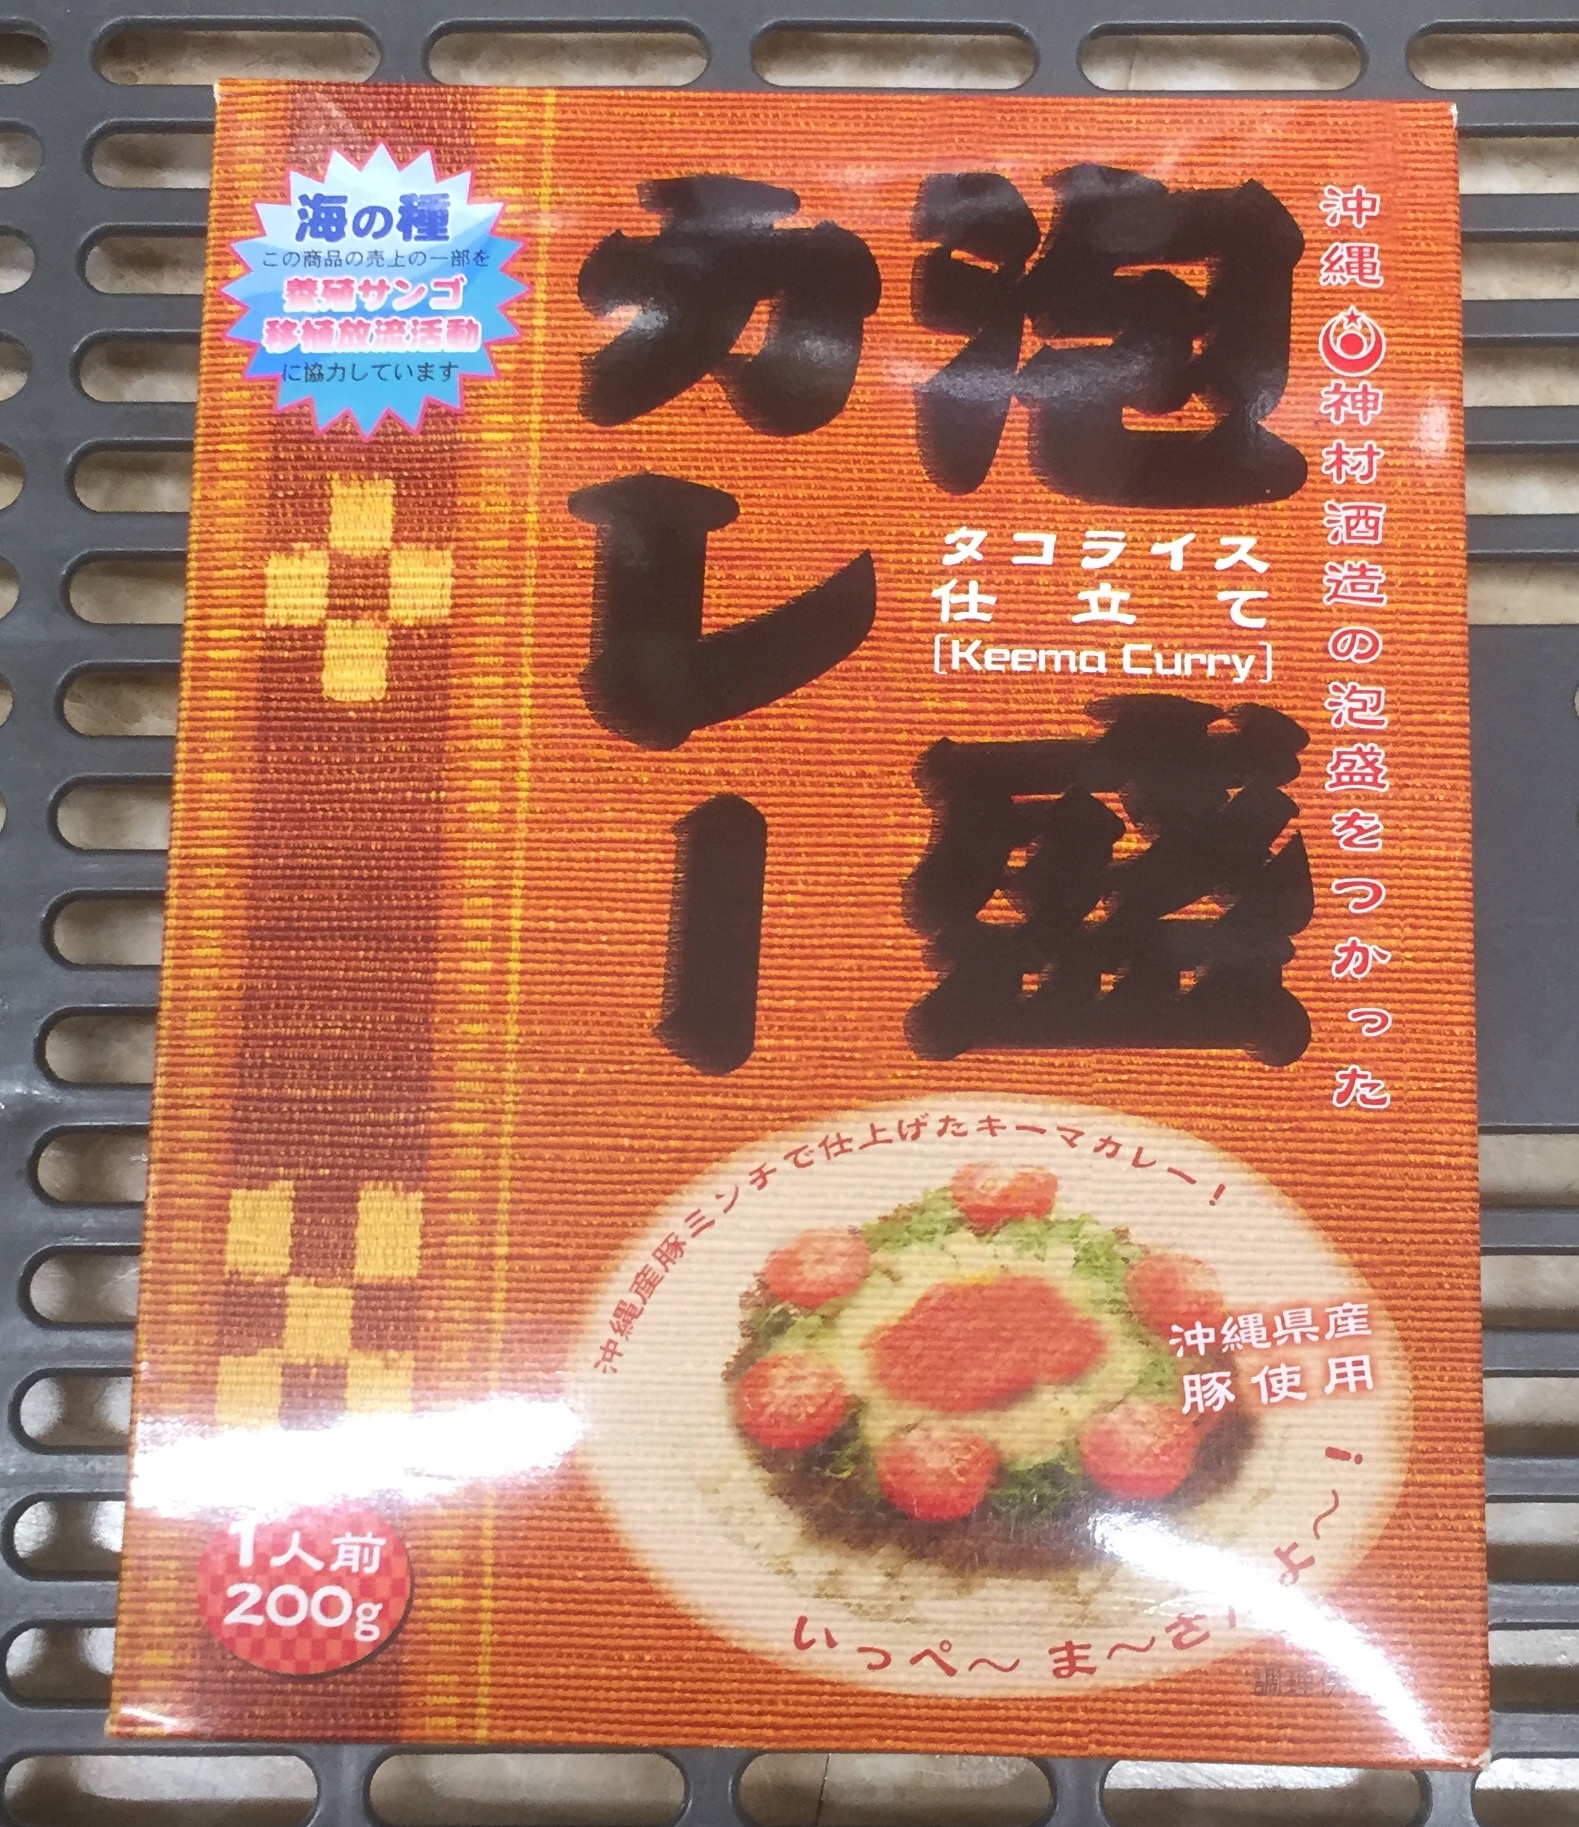 沖縄 神村酒造の泡盛をつかった
泡盛
カレー
タコライス
仕立て
[Keema Curry]
海の種
この商品の売上の一部を
養殖サンゴ
移植放流活動
に協力しています
沖縄産豚ミンチで仕上げたキーマカレー!
沖縄県産
豚使用
いっぺ〜ま〜さ
よ〜!
1人前
200g
調理